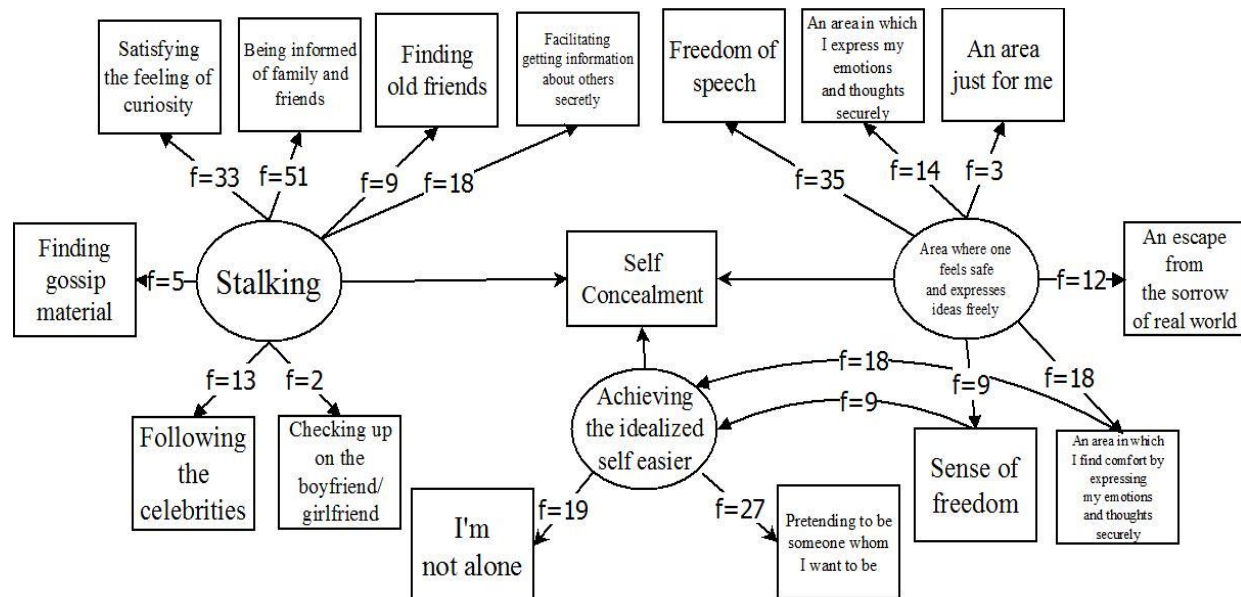 Satisfying
the feeling of
curiosity
Being informed
of family and
friends
Finding
old friends
Facilitating
getting information
about others
secretly
Freedom of
speech
An area in which
I express my
emotions
and thoughts
securely
An area
just for me
f=33
f=51
f=9
f=18
f=35
f=14
f=3
Finding
gossip
material
f=5
Stalking
Self
Concealment
Area where one
feels safe
and expresses
ideas freely
f=12
An escape
from
the sorrow
of real world
f=13
f=2
f=18
f=9
f=18
f=9
Following
the
celebrities
Checking up
on the
boyfriend/
girlfriend
Achieving
the idealized
self easier
Sense of
freedom
An area in which
I find comfort by
expressing
my emotions
and thoughts
securely
f=19
f=27
I'm
not alone
Pretending to be
someone whom
I want to be